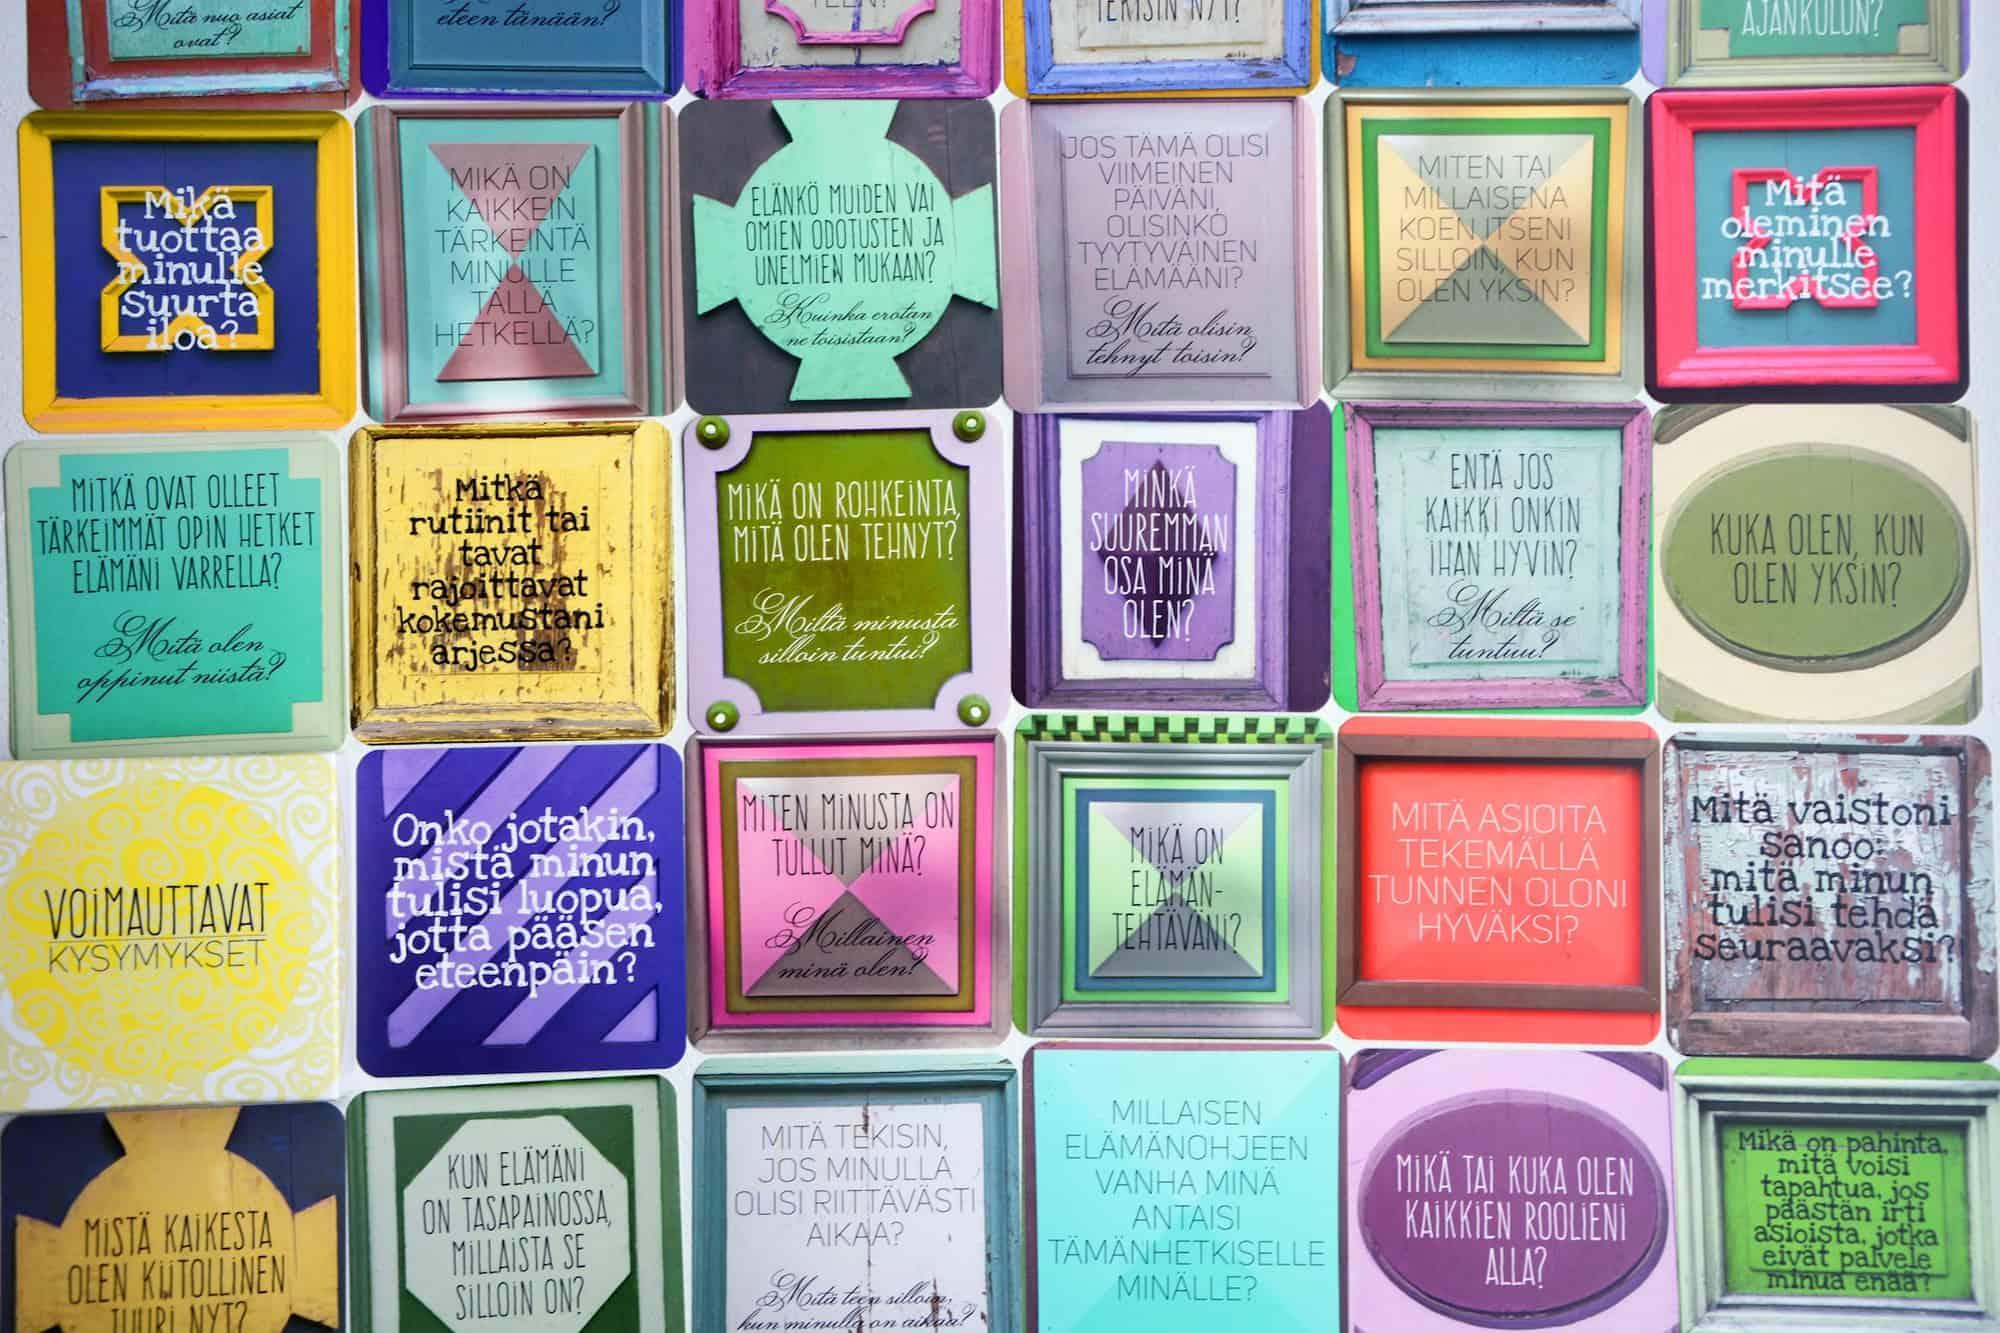 Mitä nuo asiat
ovat?
eteen tänään?
TEEN?
TEKISIN NYT?
AJANKULUN?
Mikä
tuottaa
minulle
suurta
iloa?
MIKÄ ON
KAIKKEIN
TÄRKEINTÄ
MINULLE
TÄLLÄ
HETKELLÄ?
ELÄNKÖ MUIDEN VAI
OMIEN ODOTUSTEN JA
UNELMIEN MUKAAN?
Kuinka erotan
ne toisistaan?
JOS TÄMÄ OLISI
VIIMEINEN
PÄIVÄNI,
OLISINKO
TYYTYVÄINEN
ELÄMÄÄNI?
Mitä olisin
tehnyt toisin?
MITEN TAI
MILLAISENA
KOEN ITSENI
SILLOIN, KUN
OLEN YKSIN?
Mitä
oleminen
minulle
merkitsee?
MITKÄ OVAT OLLEET
TÄRKEIMMÄT OPIN HETKET
ELÄMÄNI VARRELLA?
Mitä olen
oppinut niistä?
Mitkä
rutiinit tai
tavat
rajoittavat
kokemustani
arjessa?
MIKÄ ON ROHKEINTA,
MITÄ OLEN TEHNYT?
Miltä minusta
silloin tuntui?
MINKÄ
SUUREMMAN
OSA MINÄ
OLEN?
ENTÄ JOS
KAIKKI ONKIN
IHAN HYVIN?
Miltä se
tuntuu?
KUKA OLEN, KUN
OLEN YKSIN?
VOIMAUTTAVAT
KYSYMYKSET
Onko jotakin,
mistä minun
tulisi luopua,
jotta pääsen
eteenpäin?
MITEN MINUSTA ON
TULLUT MINÄ?
Millainen
minä olen?
MIKÄ ON
ELÄMÄN-
TEHTÄVÄNI?
MITÄ ASIOITA
TEKEMÄLLÄ
TUNNEN OLONI
HYVÄKSI?
Mitä vaistoni
sanoo:
mitä minun
tulisi tehdä
seuraavaksi?
MISTÄ KAIKESTA
OLEN KIITOLLINEN
JUURI NYT?
KUN ELÄMÄNI
ON TASAPAINOSSA,
MILLAISTA SE
SILLOIN ON?
MITÄ TEKISIN,
JOS MINULLA
OLISI RIITTÄVÄSTI
AIKAA?
Mitä teen silloin,
kun minulla on aikaa?
MILLAISEN
ELÄMÄNOHJEEN
VANHA MINÄ
ANTAISI
TÄMÄNHETKISELLE
MINÄLLE?
MIKÄ TAI KUKA OLEN
KAIKKIEN ROOLIENI
ALLA?
Mikä on pahinta,
mitä voisi
tapahtua, jos
päästän irti
asioista, jotka
eivät palvele
minua enää?